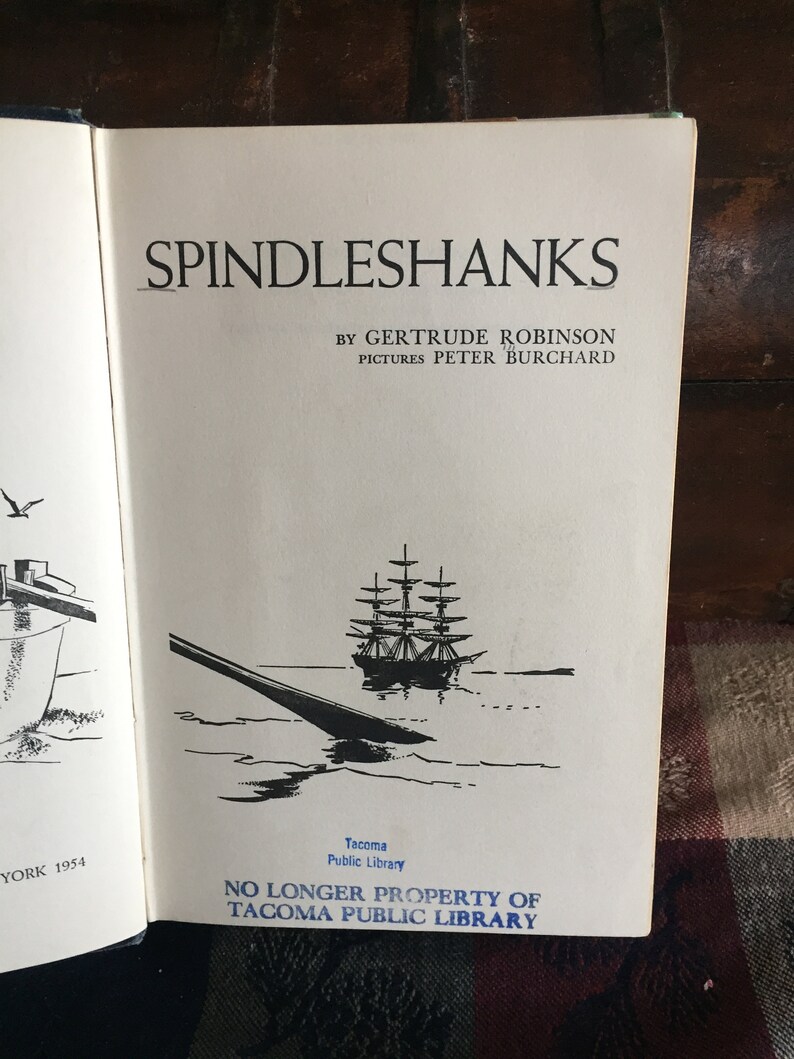 YORK 1954
SPINDLESHANKS
BY GERTRUDE ROBINSON
PICTURES PETER BURCHARD
Tacoma
Public Library
NO LONGER PROPERTY OF
TACOMA PUBLIC LIBRARY